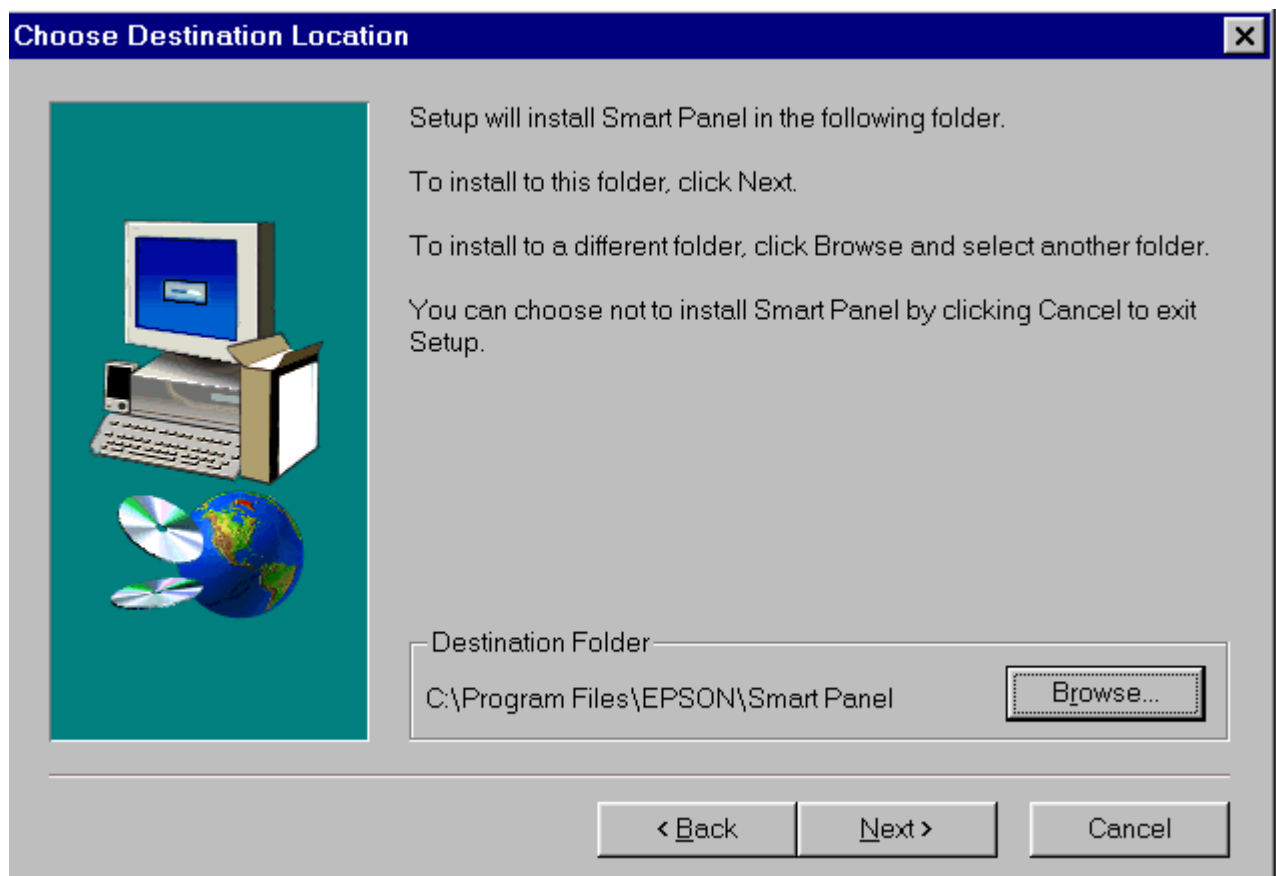 Choose Destination Location
Setup will install Smart Panel in the following folder.
To install to this folder, click Next.
To install to a different folder, click Browse and select another folder.
You can choose not to install Smart Panel by clicking Cancel to exit
Setup.
Destination Folder
C:\Program Files\EPSON\Smart Panel
Browse...
< Back
Next >
Cancel